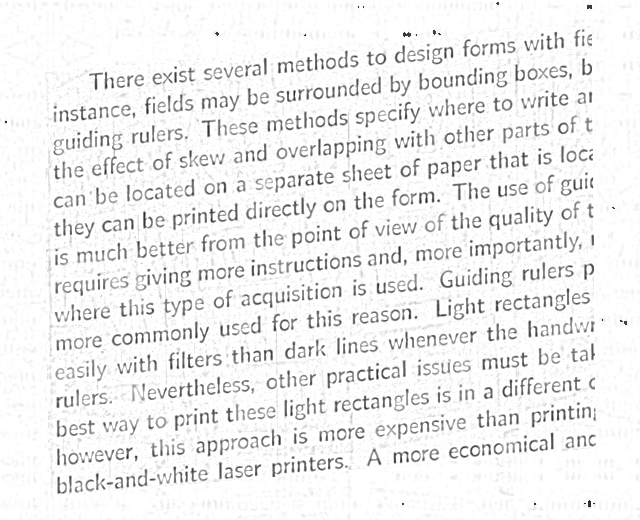 There exist several methods to design forms with fie
instance, fields may be surrounded by bounding boxes, b
guiding rulers. These methods specify where to write ar
the effect of skew and overlapping with other parts of t
can be located on a separate sheet of paper that is loca
they can be printed directly on the form. The use of guid
is much better from the point of view of the quality of t
requires giving more instructions and, more importantly,
where this type of acquisition is used. Guiding rulers p
more commonly used for this reason. Light rectangles
easily with filters than dark lines whenever the handwr
rulers. Nevertheless, other practical issues must be tak
best way to print these light rectangles is in a different c
however, this approach is more expensive than printing
black-and-white laser printers. A more economical and